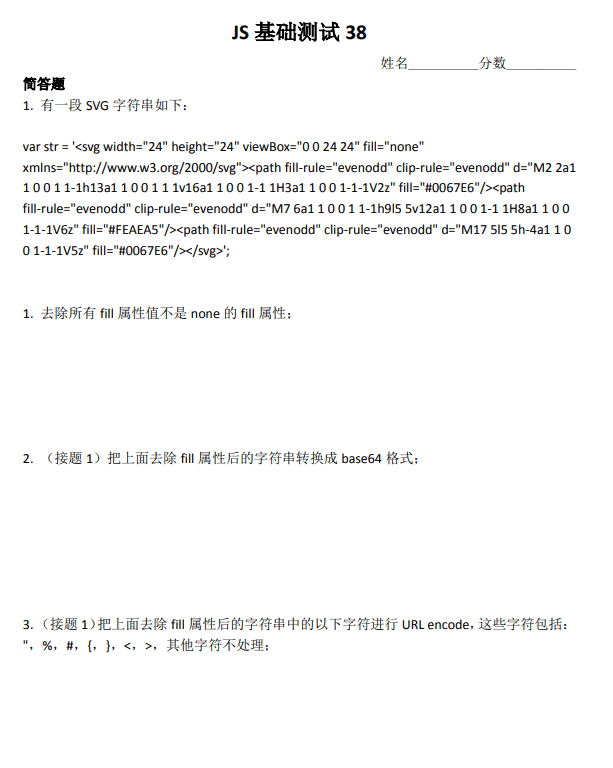 JS 基础测试 38
姓名__________分数__________
简答题
1. 有一段 SVG 字符串如下：
var str = '<svg width="24" height="24" viewBox="0 0 24 24" fill="none"
xmlns="http://www.w3.org/2000/svg"><path fill-rule="evenodd" clip-rule="evenodd" d="M2 2a1
1 0 0 1 1-1h13a1 1 0 0 1 1 1v16a1 1 0 0 1-1 1H3a1 1 0 0 1-1-1V2z" fill="#0067E6"/><path
fill-rule="evenodd" clip-rule="evenodd" d="M7 6a1 1 0 0 1 1-1h9l5 5v12a1 1 0 0 1-1 1H8a1 1 0 0
1-1-1V6z" fill="#FEAEA5"/><path fill-rule="evenodd" clip-rule="evenodd" d="M17 5l5 5h-4a1 1 0
0 1-1-1V5z" fill="#0067E6"/></svg>';
1. 去除所有 fill 属性值不是 none 的 fill 属性；
2. （接题 1）把上面去除 fill 属性后的字符串转换成 base64 格式；
3. （接题 1）把上面去除 fill 属性后的字符串中的以下字符进行 URL encode，这些字符包括：
"，%，#，{，}，<，>，其他字符不处理；